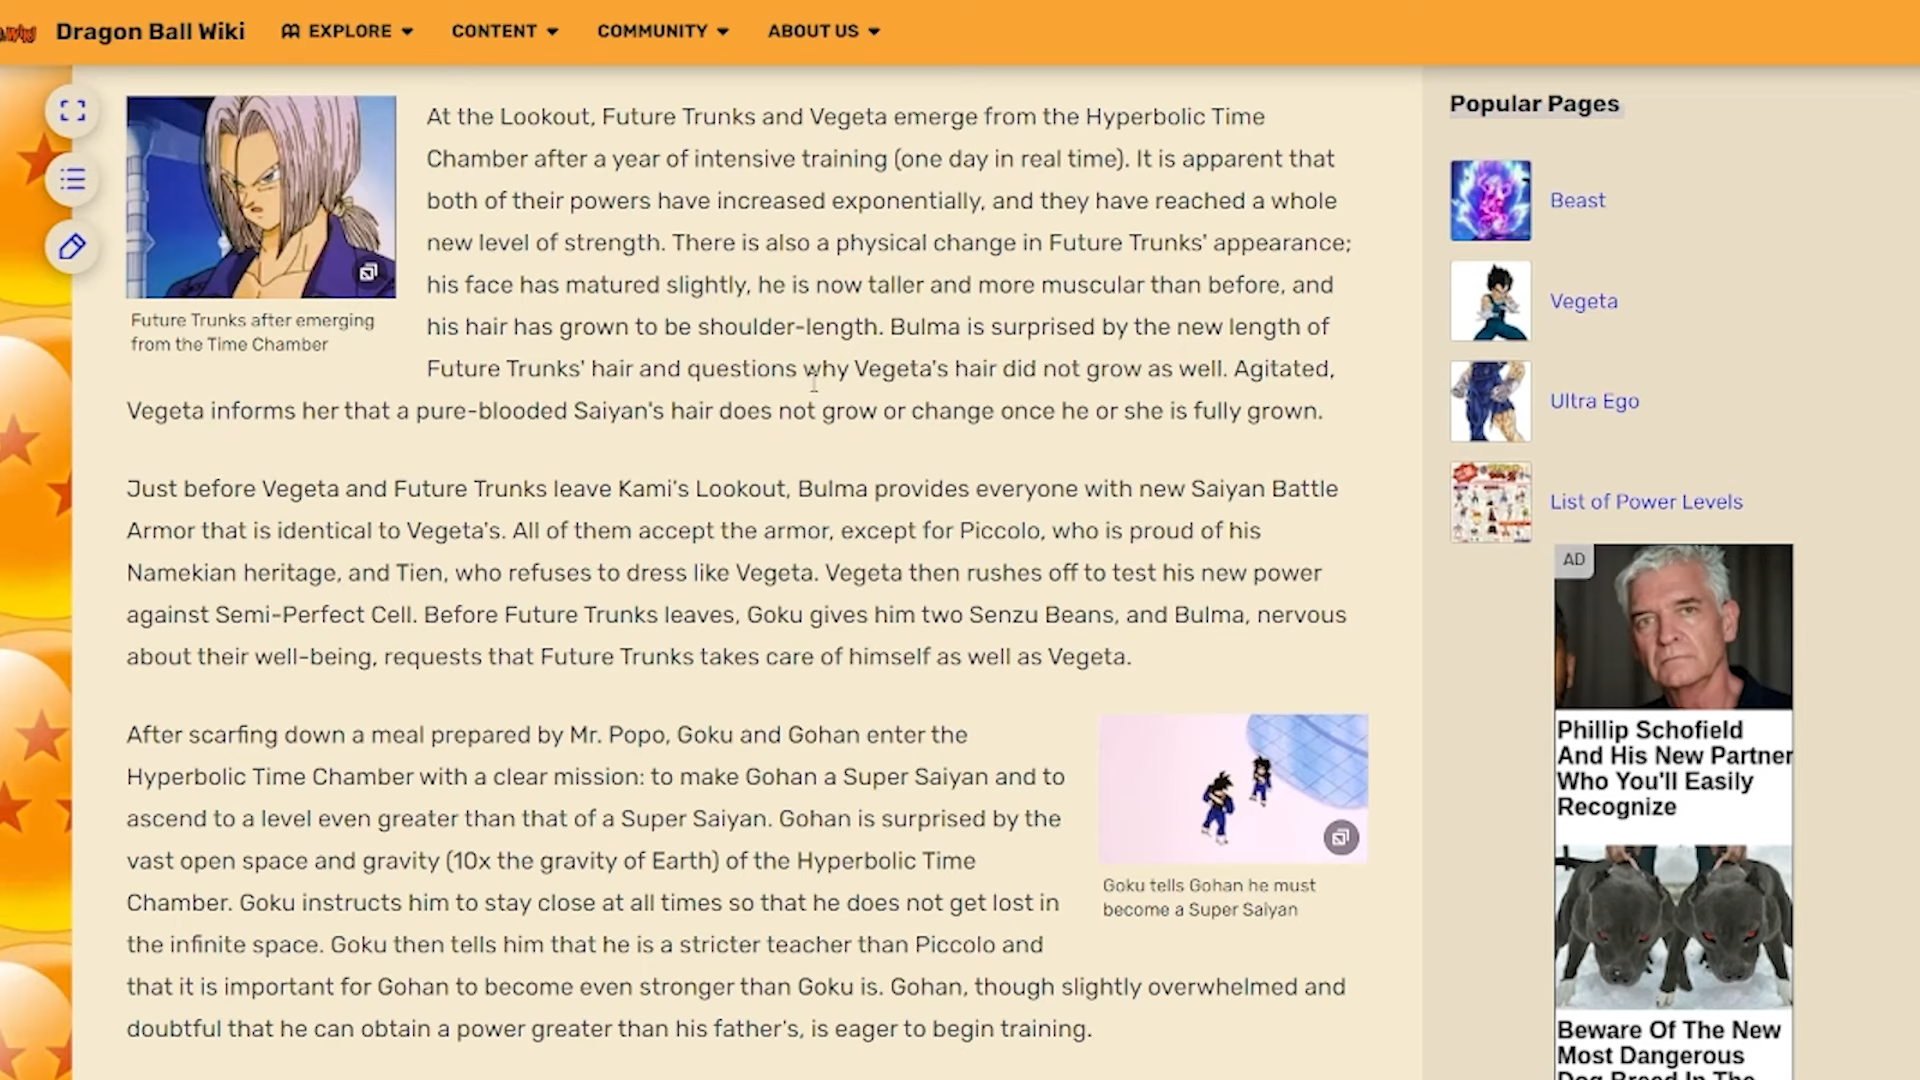 Dragon Ball Wiki
EXPLORE
CONTENT
COMMUNITY
ABOUT US
At the Lookout, Future Trunks and Vegeta emerge from the Hyperbolic Time
Chamber after a year of intensive training (one day in real time). It is apparent that
both of their powers have increased exponentially, and they have reached a whole
new level of strength. There is also a physical change in Future Trunks' appearance;
his face has matured slightly, he is now taller and more muscular than before, and
his hair has grown to be shoulder-length. Bulma is surprised by the new length of
Future Trunks' hair and questions why Vegeta's hair did not grow as well. Agitated,
Vegeta informs her that a pure-blooded Saiyan's hair does not grow or change once he or she is fully grown.
Future Trunks after emerging
from the Time Chamber
Just before Vegeta and Future Trunks leave Kami's Lookout, Bulma provides everyone with new Saiyan Battle
Armor that is identical to Vegeta's. All of them accept the armor, except for Piccolo, who is proud of his
Namekian heritage, and Tien, who refuses to dress like Vegeta. Vegeta then rushes off to test his new power
against Semi-Perfect Cell. Before Future Trunks leaves, Goku gives him two Senzu Beans, and Bulma, nervous
about their well-being, requests that Future Trunks takes care of himself as well as Vegeta.
After scarfing down a meal prepared by Mr. Popo, Goku and Gohan enter the
Hyperbolic Time Chamber with a clear mission: to make Gohan a Super Saiyan and to
ascend to a level even greater than that of a Super Saiyan. Gohan is surprised by the
vast open space and gravity (10x the gravity of Earth) of the Hyperbolic Time
Chamber. Goku instructs him to stay close at all times so that he does not get lost in
the infinite space. Goku then tells him that he is a stricter teacher than Piccolo and
that it is important for Gohan to become even stronger than Goku is. Gohan, though slightly overwhelmed and
doubtful that he can obtain a power greater than his father's, is eager to begin training.
Goku tells Gohan he must
become a Super Saiyan
Popular Pages
Beast
Vegeta
Ultra Ego
List of Power Levels
AD
Phillip Schofield
And His New Partner
Who You'll Easily
Recognize
Beware Of The New
Most Dangerous
Dog Breed In The